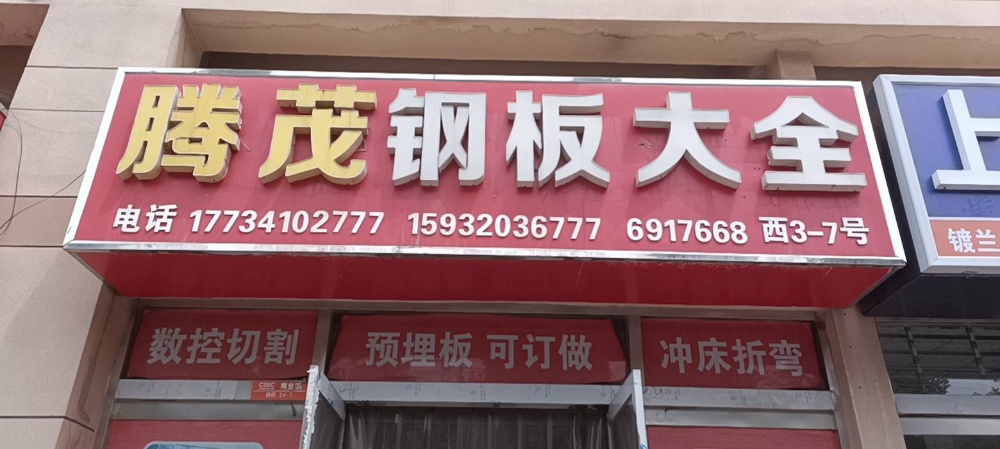 腾茂钢板大全
电话 17734102777 15932036777 6917668 西3-7号
数控切割
预埋板 可订做
冲床折弯
上
镀兰